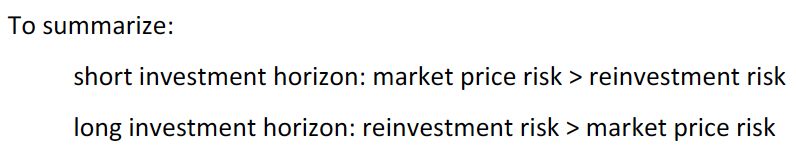 To summarize:
short investment horizon: market price risk > reinvestment risk
long investment horizon: reinvestment risk > market price risk